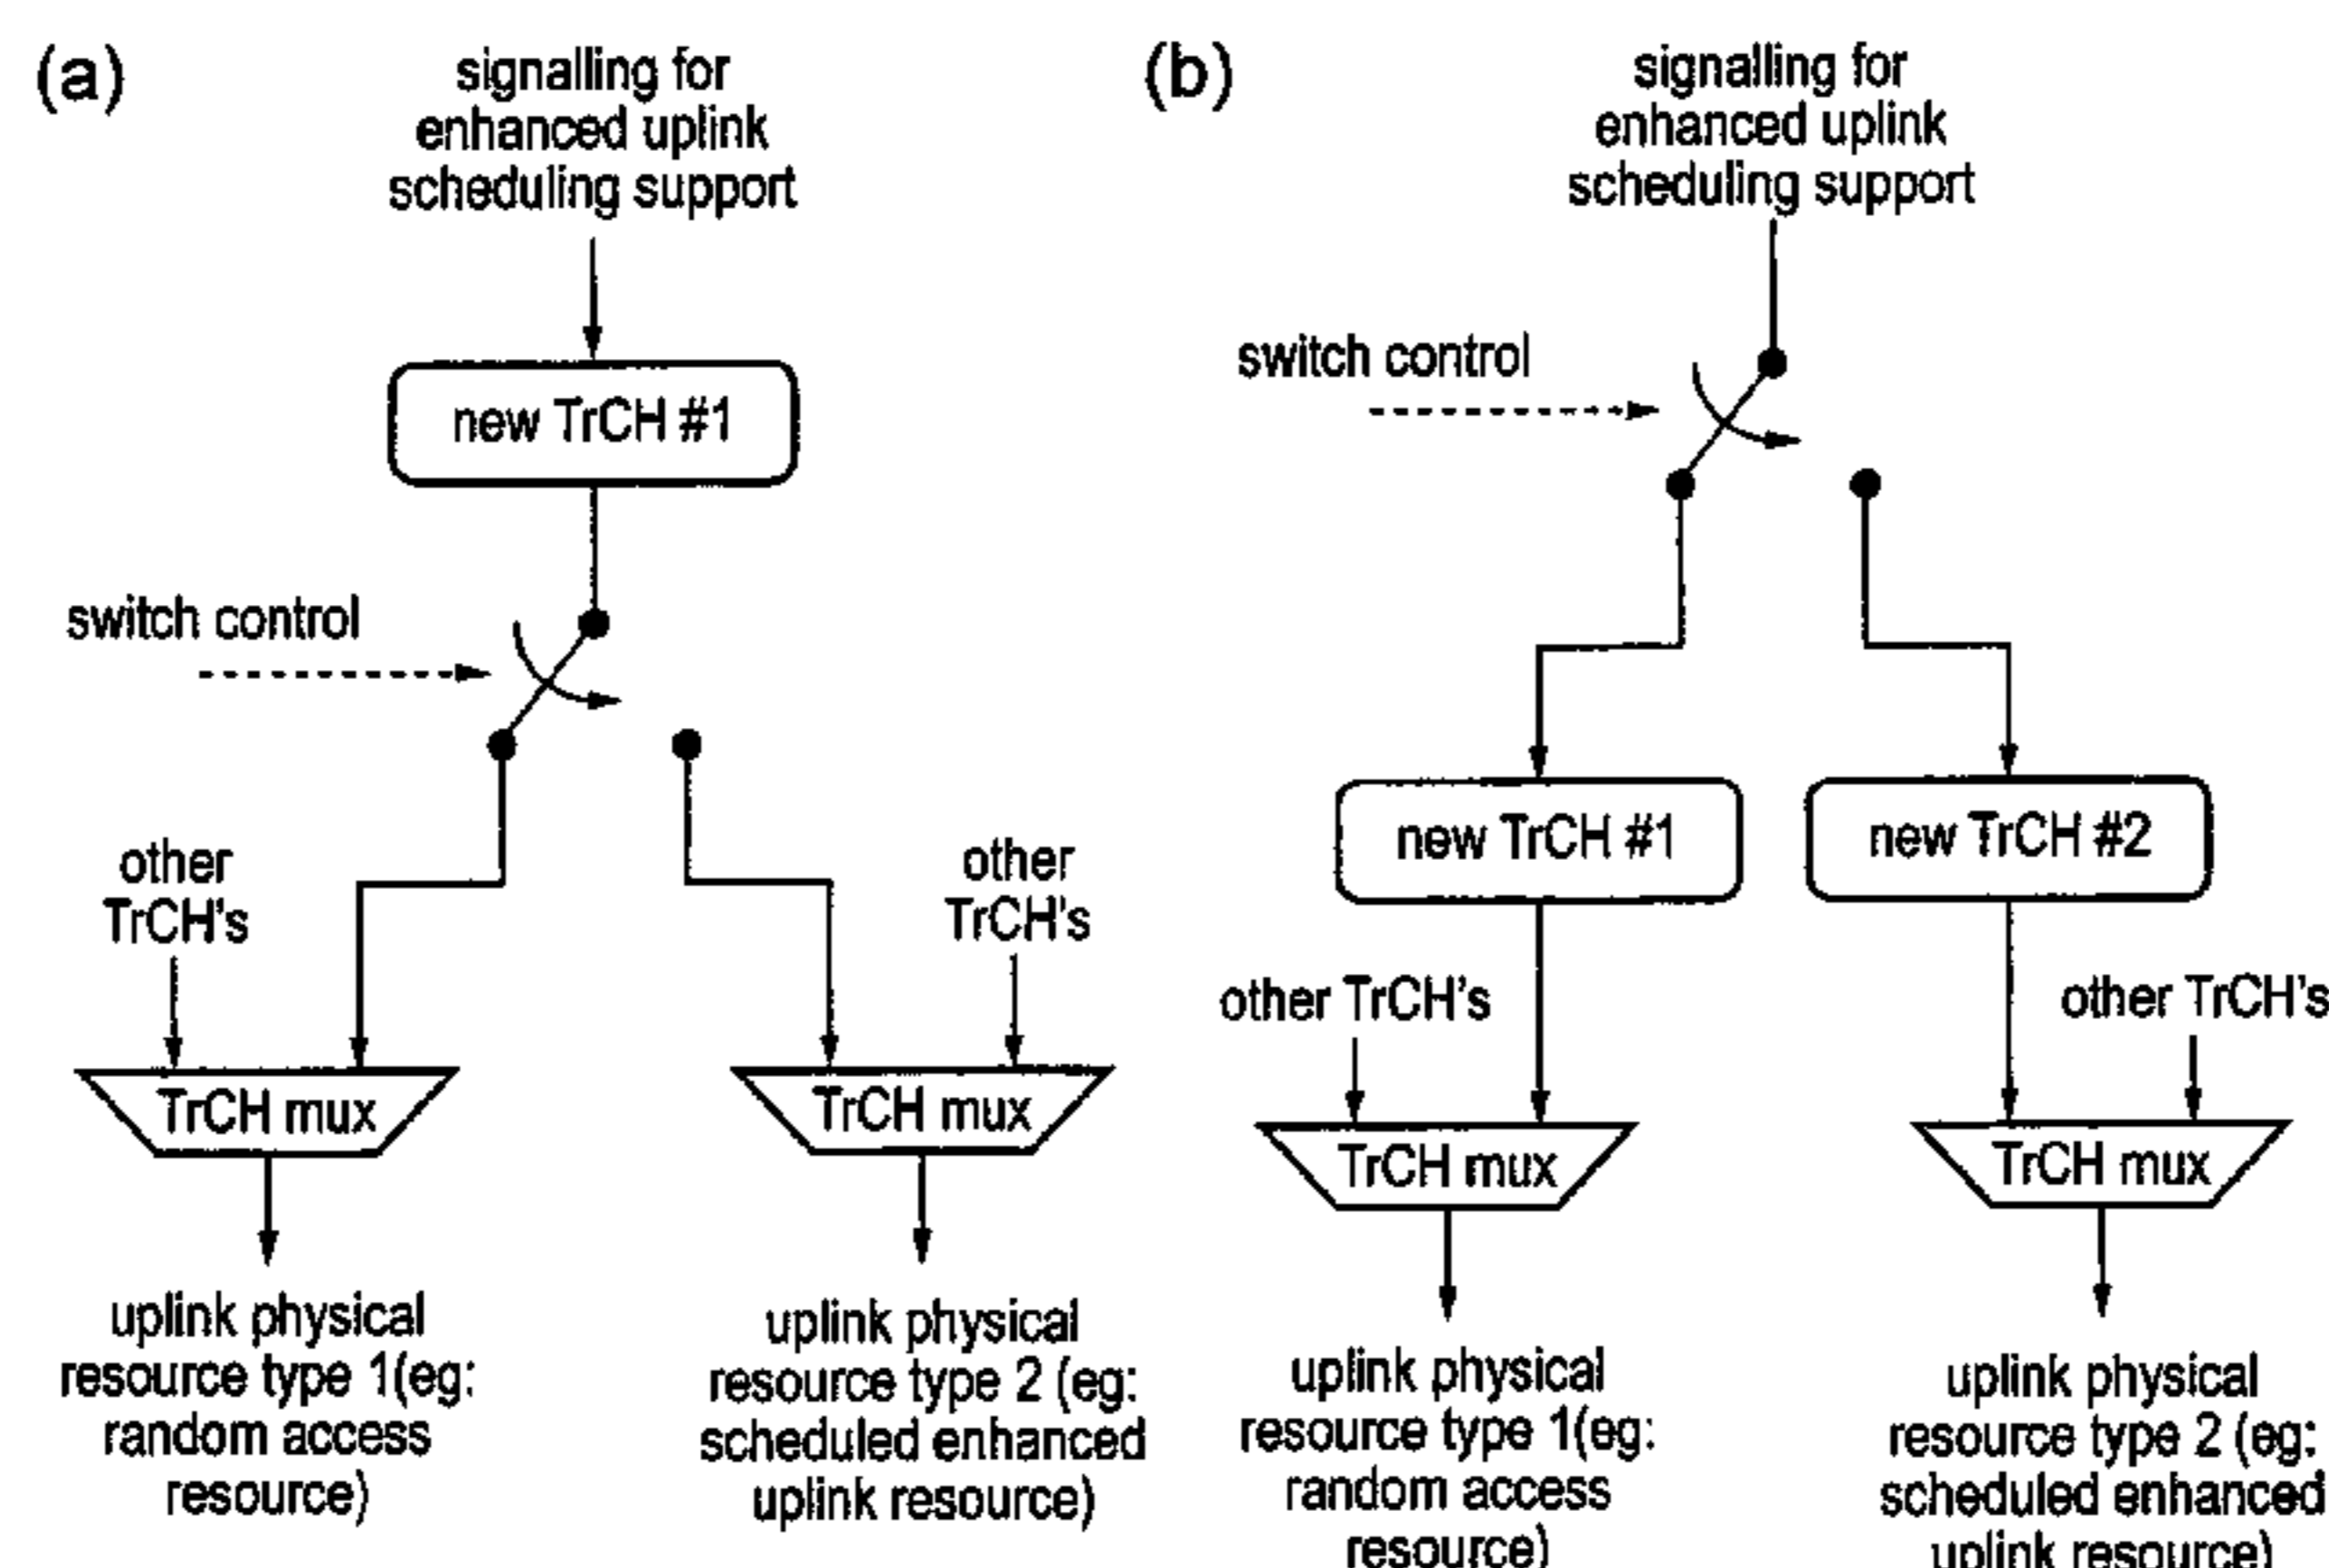 (a)
signalling for
enhanced uplink
scheduling support
new TrCH #1
switch control
other
TrCH's
other
TrCH's
TrCH mux
TrCH mux
uplink physical
resource type 1(eg:
random access
resource)
uplink physical
resource type 2 (eg:
scheduled enhanced
uplink resource)
(b)
signalling for
enhanced uplink
scheduling support
switch control
new TrCH #1
new TrCH #2
other TrCH's
other TrCH's
TrCH mux
TrCH mux
uplink physical
resource type 1(eg:
random access
resource)
uplink physical
resource type 2 (eg:
scheduled enhanced
uplink resource)